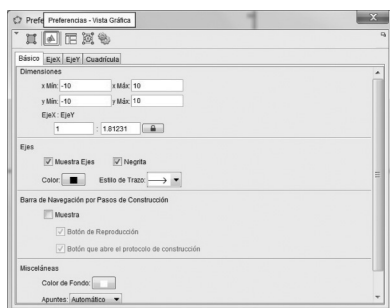 Prefe Preferencias - Vista Gráfica
Básico EjeX EjeY Cuadrícula
Dimensiones
x Mín: -10 x Máx: 10
y Mín: -10 y Máx: 10
EjeX : EjeY
1 : 1.81231
Ejes
Muestra Ejes Negrita
Color: Estilo de Trazo:
Barra de Navegación por Pasos de Construcción
Muestra
Botón de Reproducción
Botón que abre el protocolo de construcción
Misceláneas
Color de Fondo:
Apuntes: Automático